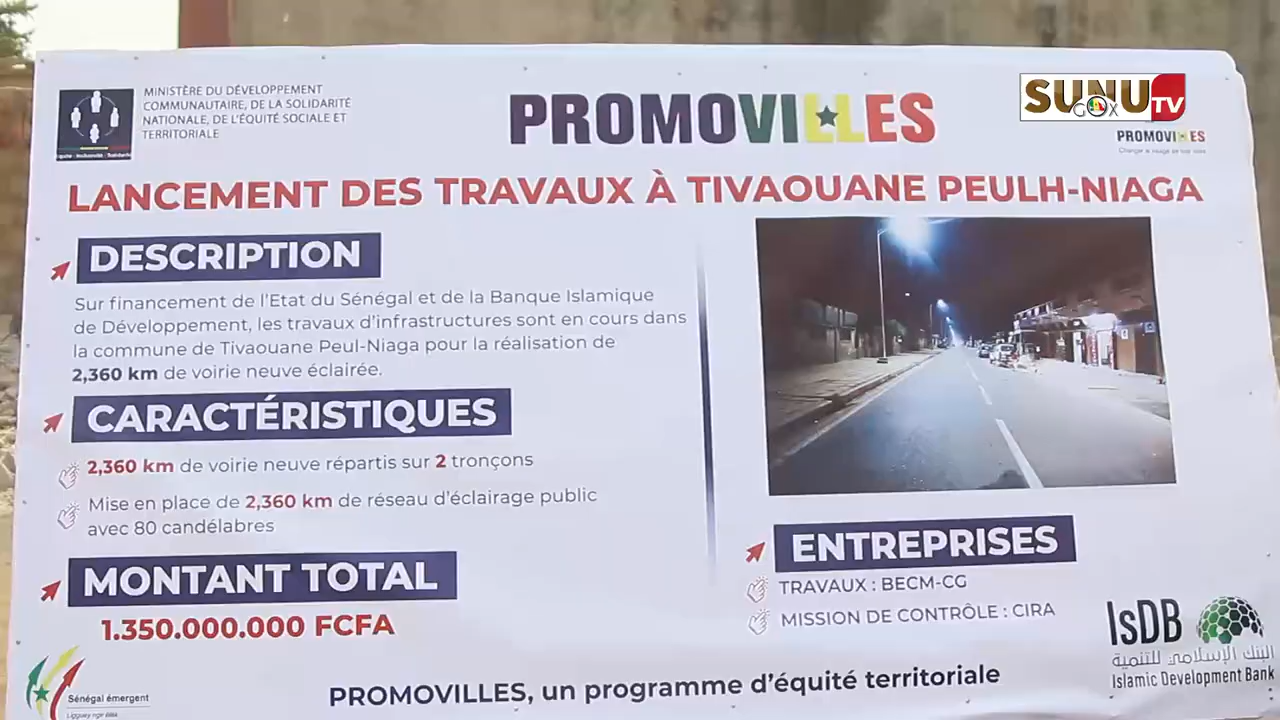 MINISTÈRE DU DÉVELOPPEMENT
COMMUNAUTAIRE, DE LA SOLIDARITÉ
NATIONALE, DE L'ÉQUITÉ SOCIALE ET
TERRITORIALE
PROMOVILLES
SUNU
GOX
TV
PROMOVILLES
LANCEMENT DES TRAVAUX À TIVAOUANE PEULH-NIAGA
DESCRIPTION
Sur financement de l'Etat du Sénégal et de la Banque Islamique
de Développement, les travaux d'infrastructures sont en cours dans
la commune de Tivaouane Peul-Niaga pour la réalisation de
2,360 km de voirie neuve éclairée.
CARACTÉRISTIQUES
2,360 km de voirie neuve répartis sur 2 tronçons
Mise en place de 2,360 km de réseau d'éclairage public
avec 80 candélabres
MONTANT TOTAL
1.350.000.000 FCFA
ENTREPRISES
TRAVAUX : BECM-CG
MISSION DE CONTRÔLE : CIRA
Sénégal émergent
PROMOVILLES, un programme d'équité territoriale
IsDB
البنك الإسلامي للتنمية
Islamic Development Bank